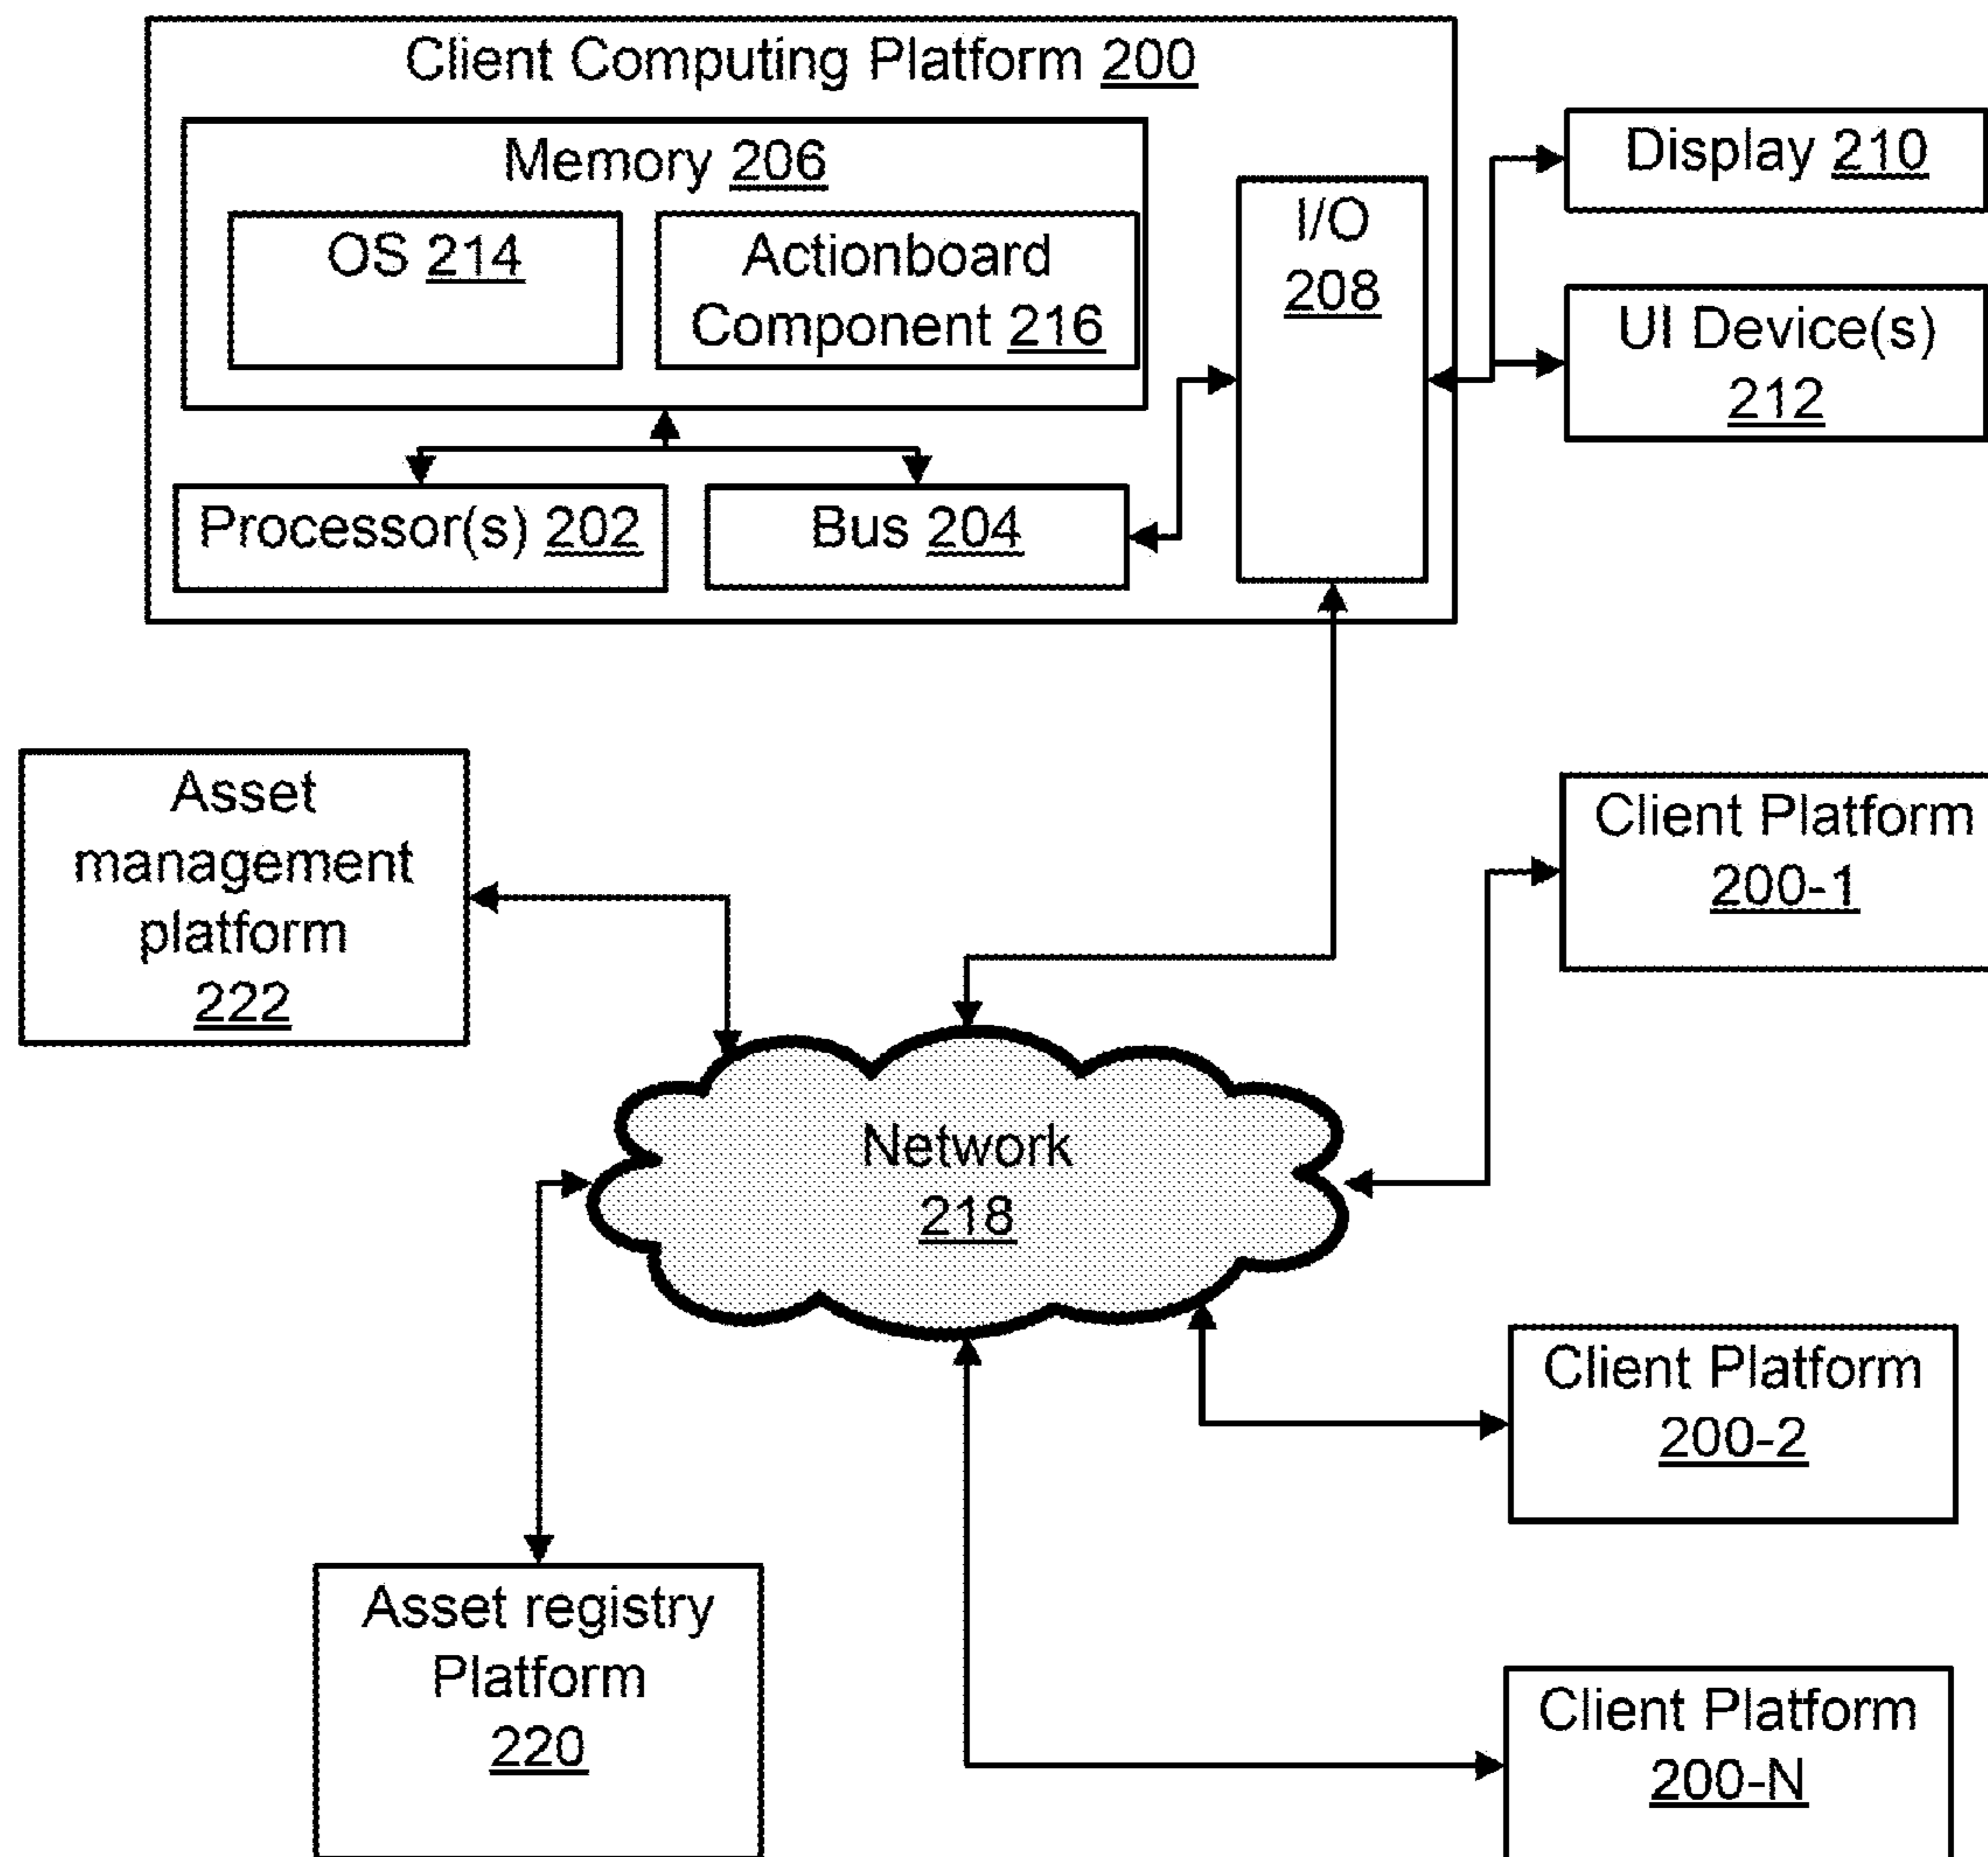 Client Computing Platform 200
Memory 206
OS 214
Actionboard
Component 216
I/O
208
Display 210
UI Device(s)
212
Processor(s) 202
Bus 204
Asset
management
platform
222
Client Platform
200-1
Network
218
Client Platform
200-2
Asset registry
Platform
220
Client Platform
200-N